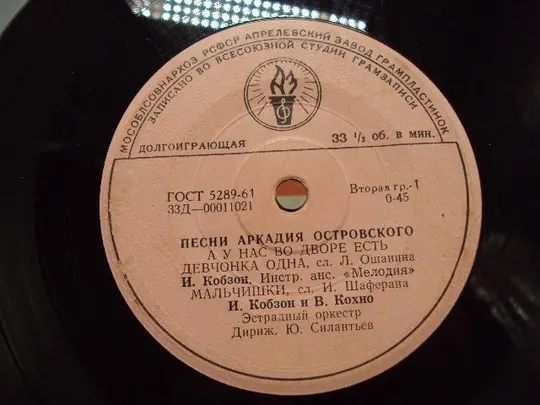 МОСОБЛСОВНАРХОЗ РСФСР АПРЕЛЕВСКИЙ ЗАВОД ГРАМПЛАСТИНОК
ЗАПИСАНО ВО ВСЕСОЮЗНОЙ СТУДИИ ГРАМЗАПИСИ
АЗ
ДОЛГОИГРАЮЩАЯ
33 1/3 об. в мин.
ГОСТ 5289-61
33Д—00011021
Вторая гр.-1
0-45
ПЕСНИ АРКАДИЯ ОСТРОВСКОГО
А У НАС ВО ДВОРЕ ЕСТЬ
ДЕВЧОНКА ОДНА, сл. Л. Ошанина
И. Кобзон, Инстр. анс. «Мелодия»
МАЛЬЧИШКИ, сл. И. Шаферана
И. Кобзон и В. Кохно
Эстрадный оркестр
Дириж. Ю. Силантьев